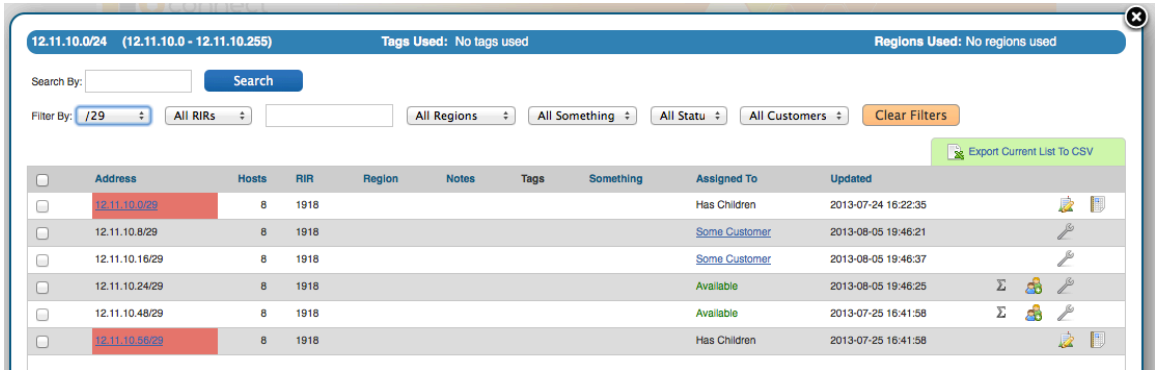 connect
12.11.10.0/24 (12.11.10.0 - 12.11.10.255) Tags Used: No tags used Regions Used: No regions used
Search By: Search
Filter By: /29 All RIRs All Regions All Something All Statu All Customers Clear Filters
Export Current List To CSV
Address Hosts RIR Region Notes Tags Something Assigned To Updated
12.11.10.0/29 8 1918 Has Children 2013-07-24 16:22:35
12.11.10.8/29 8 1918 Some Customer 2013-08-05 19:46:21
12.11.10.16/29 8 1918 Some Customer 2013-08-05 19:46:37
12.11.10.24/29 8 1918 Available 2013-08-05 19:46:25 Σ
12.11.10.48/29 8 1918 Available 2013-07-25 16:41:58 Σ
12.11.10.56/29 8 1918 Has Children 2013-07-25 16:41:58